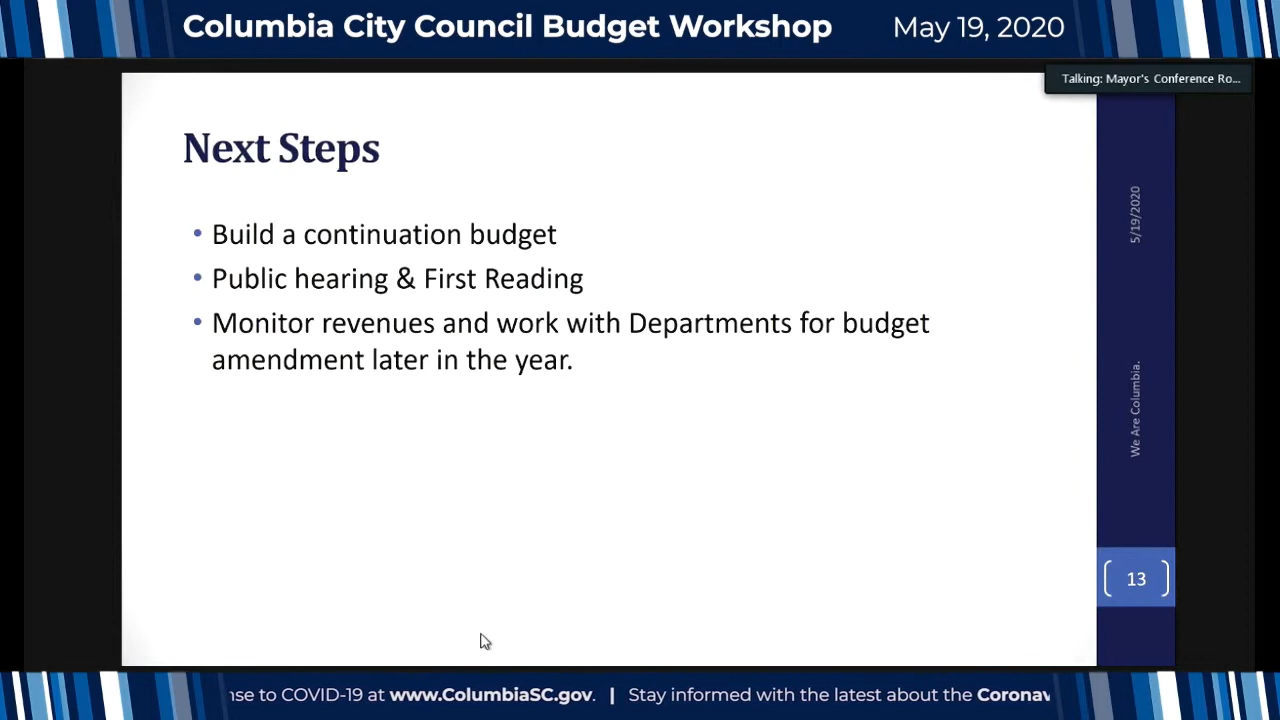 Columbia City Council Budget Workshop May 19, 2020
Talking: Mayor's Conference Ro...
Next Steps
• Build a continuation budget
• Public hearing & First Reading
• Monitor revenues and work with Departments for budget
amendment later in the year.
5/19/2020
We Are Columbia.
13
to COVID-19 at www.ColumbiaSC.gov. | Stay informed with the latest about the